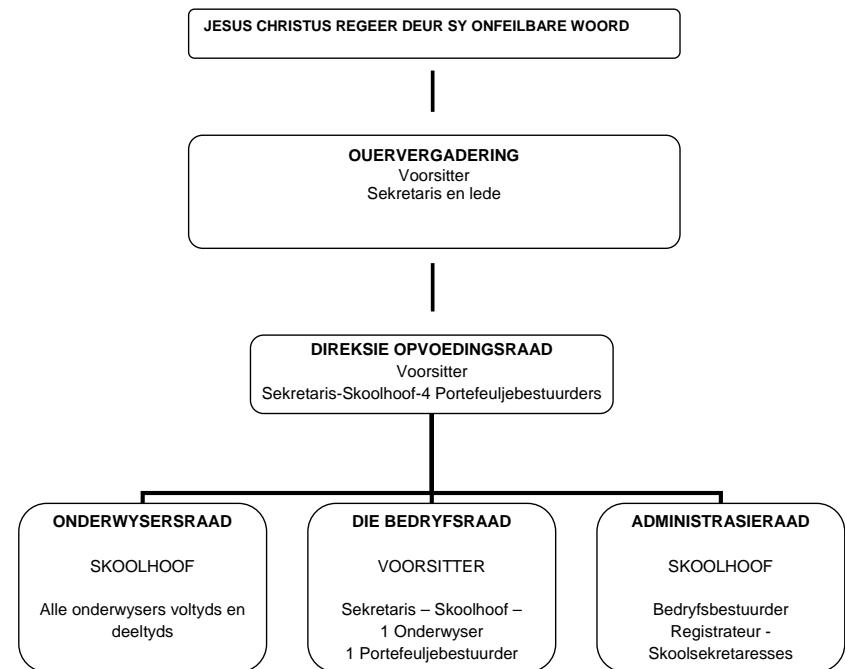 JESUS CHRISTUS REGEER DEUR SY ONFEILBARE WOORD
OUERVERGADERING
Voorsitter
Sekretaris en lede
DIREKSIE OPVOEDINGSRAAD
Voorsitter
Sekretaris-Skoolhoof-4 Portefeuljebestuurders
ONDERWYSERSRAAD
SKOOLHOOF
Alle onderwysers voltyds en
deeltyds
DIE BEDRYFSRAAD
VOORSITTER
Sekretaris – Skoolhoof –
1 Onderwyser
1 Portefeuljebestuurder
ADMINISTRASIERAAD
SKOOLHOOF
Bedryfsbestuurder
Registrateur -
Skoolsekretaresses